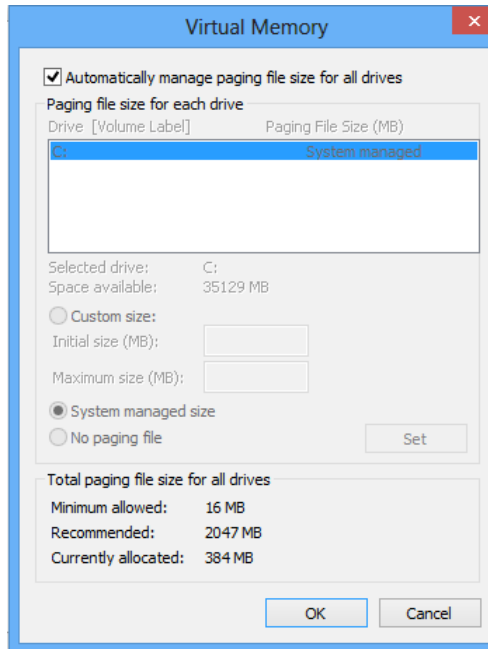 Virtual Memory
Automatically manage paging file size for all drives
Paging file size for each drive
Drive [Volume Label] Paging File Size (MB)
C: System managed
Selected drive: C:
Space available: 35129 MB
Custom size:
Initial size (MB):
Maximum size (MB):
System managed size
No paging file Set
Total paging file size for all drives
Minimum allowed: 16 MB
Recommended: 2047 MB
Currently allocated: 384 MB
OK Cancel